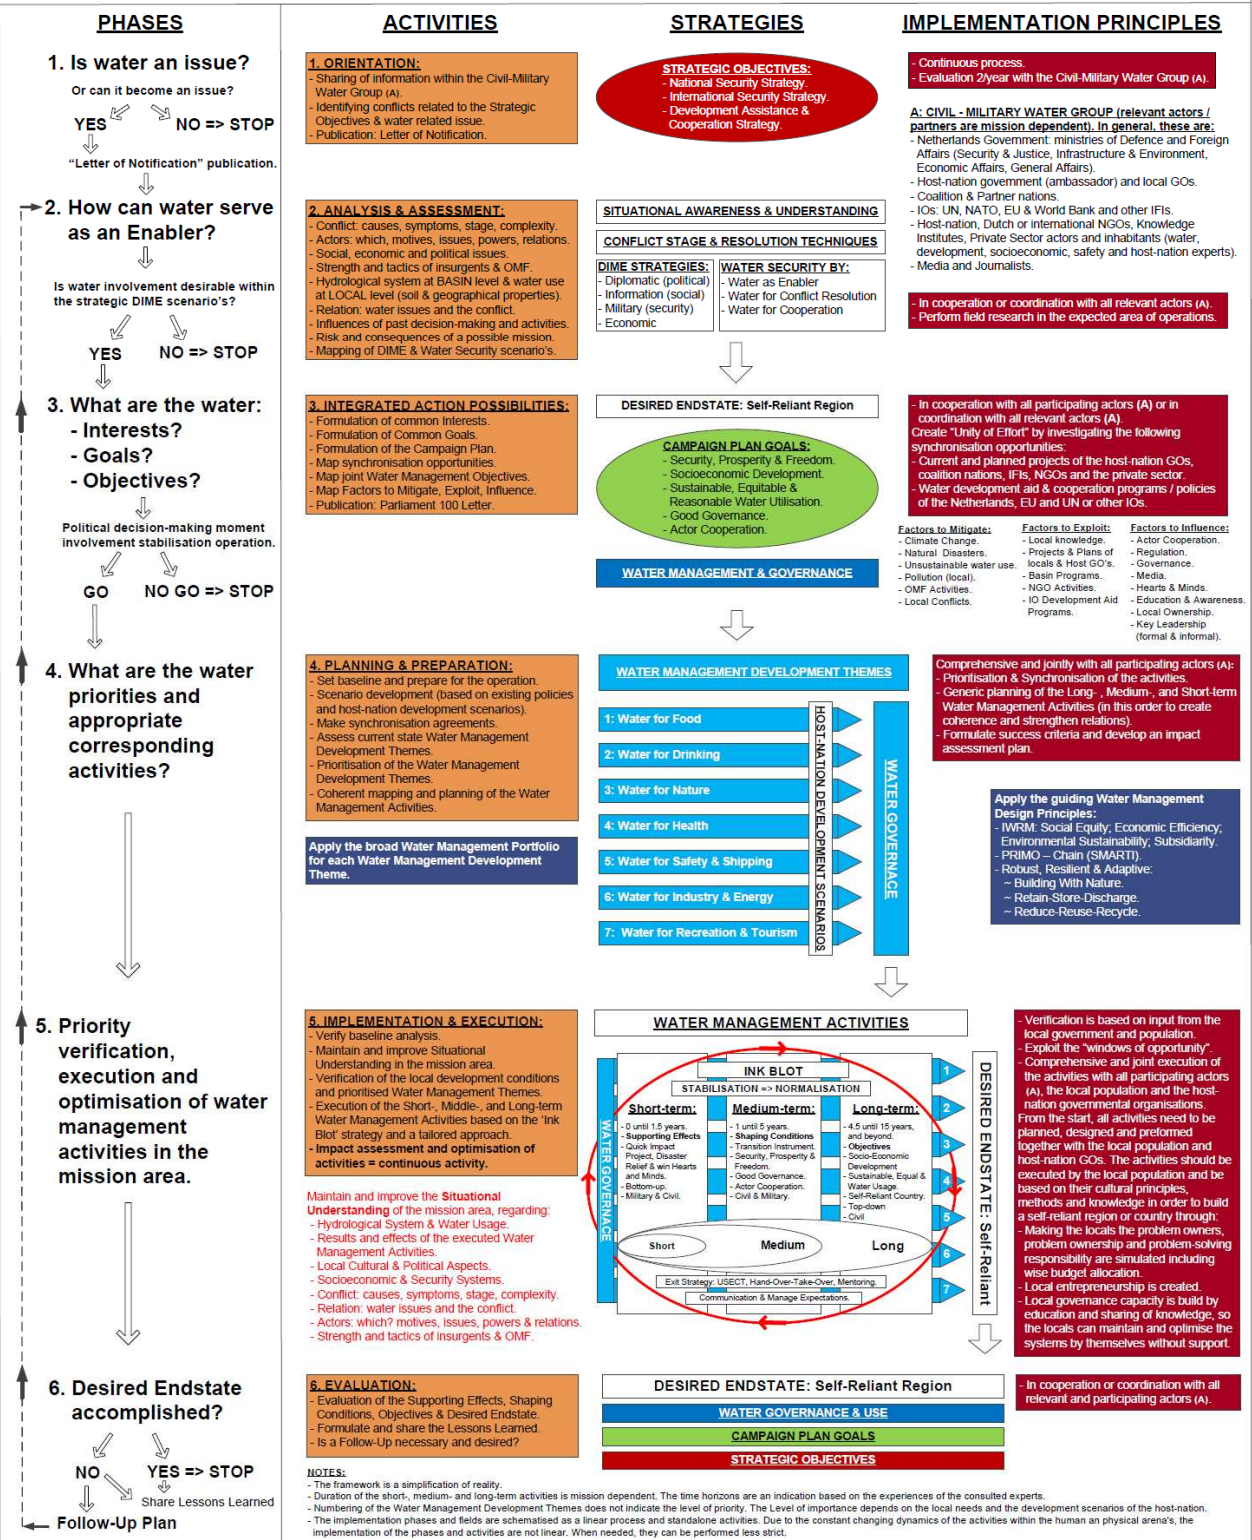 PHASES
ACTIVITIES
STRATEGIES
IMPLEMENTATION PRINCIPLES
1. Is water an issue?
Or can it become an issue?
YES
NO => STOP
"Letter of Notification" publication.
1. ORIENTATION:
- Sharing of information within the Civil-Military
Water Group (A).
- Identifying conflicts related to the Strategic
Objectives & water related issue.
- Publication: Letter of Notification.
STRATEGIC OBJECTIVES:
- National Security Strategy.
- International Security Strategy.
- Development Assistance &
Cooperation Strategy.
- Continuous process.
- Evaluation 2/year with the Civil-Military Water Group (A).
A: CIVIL - MILITARY WATER GROUP (relevant actors /
partners are mission dependent). In general, these are:
- Netherlands Government: ministries of Defence and Foreign
Affairs (Security & Justice, Infrastructure & Environment,
Economic Affairs, General Affairs).
- Host-nation government (ambassador) and local GOs.
- Coalition & Partner nations.
- IOs: UN, NATO, EU & World Bank and other IFIs.
- Host-nation, Dutch or international NGOs, Knowledge
Institutes, Private Sector actors and inhabitants (water,
development, socioeconomic, safety and host-nation experts).
- Media and Journalists.
2. How can water serve
as an Enabler?
Is water involvement desirable within
the strategic DIME scenario's?
YES
NO => STOP
2. ANALYSIS & ASSESSMENT:
- Conflict: causes, symptoms, stage, complexity.
- Actors: which, motives, issues, powers, relations.
- Social, economic and political issues.
- Strength and tactics of insurgents & OMF.
- Hydrological system at BASIN level & water use
at LOCAL level (soil & geographical properties).
- Relation: water issues and the conflict.
- Influences of past decision-making and activities.
- Risk and consequences of a possible mission.
- Mapping of DIME & Water Security scenario's.
SITUATIONAL AWARENESS & UNDERSTANDING
CONFLICT STAGE & RESOLUTION TECHNIQUES
DIME STRATEGIES:
- Diplomatic (political)
- Information (social)
- Military (security)
- Economic
WATER SECURITY BY:
- Water as Enabler
- Water for Conflict Resolution
- Water for Cooperation
- In cooperation or coordination with all relevant actors (A).
- Perform field research in the expected area of operations.
3. What are the water:
- Interests?
- Goals?
- Objectives?
Political decision-making moment
involvement stabilisation operation.
GO
NO GO => STOP
3. INTEGRATED ACTION POSSIBILITIES:
- Formulation of common Interests.
- Formulation of Common Goals.
- Formulation of the Campaign Plan.
- Map synchronisation opportunities.
- Map joint Water Management Objectives.
- Map Factors to Mitigate, Exploit, Influence.
- Publication: Parliament 100 Letter.
DESIRED ENDSTATE: Self-Reliant Region
CAMPAIGN PLAN GOALS:
- Security, Prosperity & Freedom.
- Socioeconomic Development.
- Sustainable, Equitable &
Reasonable Water Utilisation.
- Good Governance.
- Actor Cooperation.
WATER MANAGEMENT & GOVERNANCE
- In cooperation with all participating actors (A) or in
coordination with all relevant actors (A).
Create "Unity of Effort" by investigating the following
synchronisation opportunities:
- Current and planned projects of the host-nation GOs,
coalition nations, IFIs, NGOs and the private sector.
- Water development aid & cooperation programs / policies
of the Netherlands, EU and UN or other IOs.
Factors to Mitigate:
- Climate Change.
- Natural Disasters.
- Unsustainable water use.
- Pollution (local).
- OMF Activities.
- Local Conflicts.
Factors to Exploit:
- Local knowledge.
- Projects & Plans of
locals & Host GO's.
- Basin Programs.
- NGO Activities.
- IO Development Aid
Programs.
Factors to Influence:
- Actor Cooperation.
- Regulation.
- Governance.
- Media.
- Hearts & Minds.
- Education & Awareness.
- Local Ownership.
- Key Leadership
(formal & informal).
4. What are the water
priorities and
appropriate
corresponding
activities?
4. PLANNING & PREPARATION:
- Set baseline and prepare for the operation.
- Scenario development (based on existing policies
and host-nation development scenarios).
- Make synchronisation agreements.
- Assess current state Water Management
Development Themes.
- Prioritisation of the Water Management
Development Themes.
- Coherent mapping and planning of the Water
Management Activities.
Apply the broad Water Management Portfolio
for each Water Management Development
Theme.
WATER MANAGEMENT DEVELOPMENT THEMES
1: Water for Food
2: Water for Drinking
3: Water for Nature
4: Water for Health
5: Water for Safety & Shipping
6: Water for Industry & Energy
7: Water for Recreation & Tourism
HOST-NATION DEVELOPMENT SCENARIOS
WATER GOVERNACE
Comprehensive and jointly with all participating actors (A):
- Prioritisation & Synchronisation of the activities.
- Generic planning of the Long- , Medium-, and Short-term
Water Management Activities (in this order to create
coherence and strengthen relations).
- Formulate success criteria and develop an impact
assessment plan.
Apply the guiding Water Management
Design Principles:
- IWRM: Social Equity; Economic Efficiency;
Environmental Sustainability; Subsidiarity.
- PRIMO – Chain (SMARTI).
- Robust, Resilient & Adaptive:
~ Building With Nature.
~ Retain-Store-Discharge.
~ Reduce-Reuse-Recycle.
5. Priority
verification,
execution and
optimisation of water
management
activities in the
mission area.
5. IMPLEMENTATION & EXECUTION:
- Verify baseline analysis.
- Maintain and improve Situational
Understanding in the mission area.
- Verification of the local development conditions
and prioritised Water Management Themes.
- Execution of the Short-, Middle-, and Long-term
Water Management Activities based on the 'Ink
Blot' strategy and a tailored approach.
- Impact assessment and optimisation of
activities = continuous activity.
Maintain and improve the Situational
Understanding of the mission area, regarding:
- Hydrological System & Water Usage.
- Results and effects of the executed Water
Management Activities.
- Local Cultural & Political Aspects.
- Socioeconomic & Security Systems.
- Conflict: causes, symptoms, stage, complexity.
- Relation: water issues and the conflict.
- Actors: which? motives, issues, powers & relations.
- Strength and tactics of insurgents & OMF.
WATER MANAGEMENT ACTIVITIES
INK BLOT
STABILISATION => NORMALISATION
WATER GOVERNACE
Short-term:
- 0 until 1.5 years.
- Supporting Effects
- Quick Impact
Project, Disaster
Relief & win Hearts
and Minds.
- Bottom-up.
- Military & Civil.
Medium-term:
- 1 until 5 years.
- Shaping Conditions
- Transition Instrument.
- Security, Prosperity &
Freedom.
- Good Governance.
- Actor Cooperation.
- Civil & Military.
Long-term:
- 4.5 until 15 years,
and beyond.
- Objectives
- Socio-Economic
Development
- Sustainable, Equal &
Water Usage.
- Self-Reliant Country.
- Top-down
- Civil
Short
Medium
Long
Exit Strategy: USECT, Hand-Over-Take-Over, Mentoring.
Communication & Manage Expectations.
1
2
3
4
5
6
7
DESIRED ENDSTATE: Self-Reliant
- Verification is based on input from the
local government and population.
- Exploit the "windows of opportunity".
- Comprehensive and joint execution of
the activities with all participating actors
(A), the local population and the host-
nation governmental organisations.
From the start, all activities need to be
planned, designed and preformed
together with the local population and
host-nation GOs. The activities should be
executed by the local population and be
based on their cultural principles,
methods and knowledge in order to build
a self-reliant region or country through:
- Making the locals the problem owners,
problem ownership and problem-solving
responsibility are simulated including
wise budget allocation.
- Local entrepreneurship is created.
- Local governance capacity is build by
education and sharing of knowledge, so
the locals can maintain and optimise the
systems by themselves without support.
6. Desired Endstate
accomplished?
NO
YES => STOP
Share Lessons Learned
Follow-Up Plan
6. EVALUATION:
- Evaluation of the Supporting Effects, Shaping
Conditions, Objectives & Desired Endstate.
- Formulate and share the Lessons Learned.
- Is a Follow-Up necessary and desired?
DESIRED ENDSTATE: Self-Reliant Region
WATER GOVERNANCE & USE
CAMPAIGN PLAN GOALS
STRATEGIC OBJECTIVES
- In cooperation or coordination with all
relevant and participating actors (A).
NOTES:
- The framework is a simplification of reality.
- Duration of the short-, medium- and long-term activities is mission dependent. The time horizons are an indication based on the experiences of the consulted experts.
- Numbering of the Water Management Development Themes does not indicate the level of priority. The Level of importance depends on the local needs and the development scenarios of the host-nation.
- The implementation phases and fields are schematised as a linear process and standalone activities. Due to the constant changing dynamics of the activities within the human an physical arena's, the
implementation of the phases and activities are not linear. When needed, they can be performed less strict.